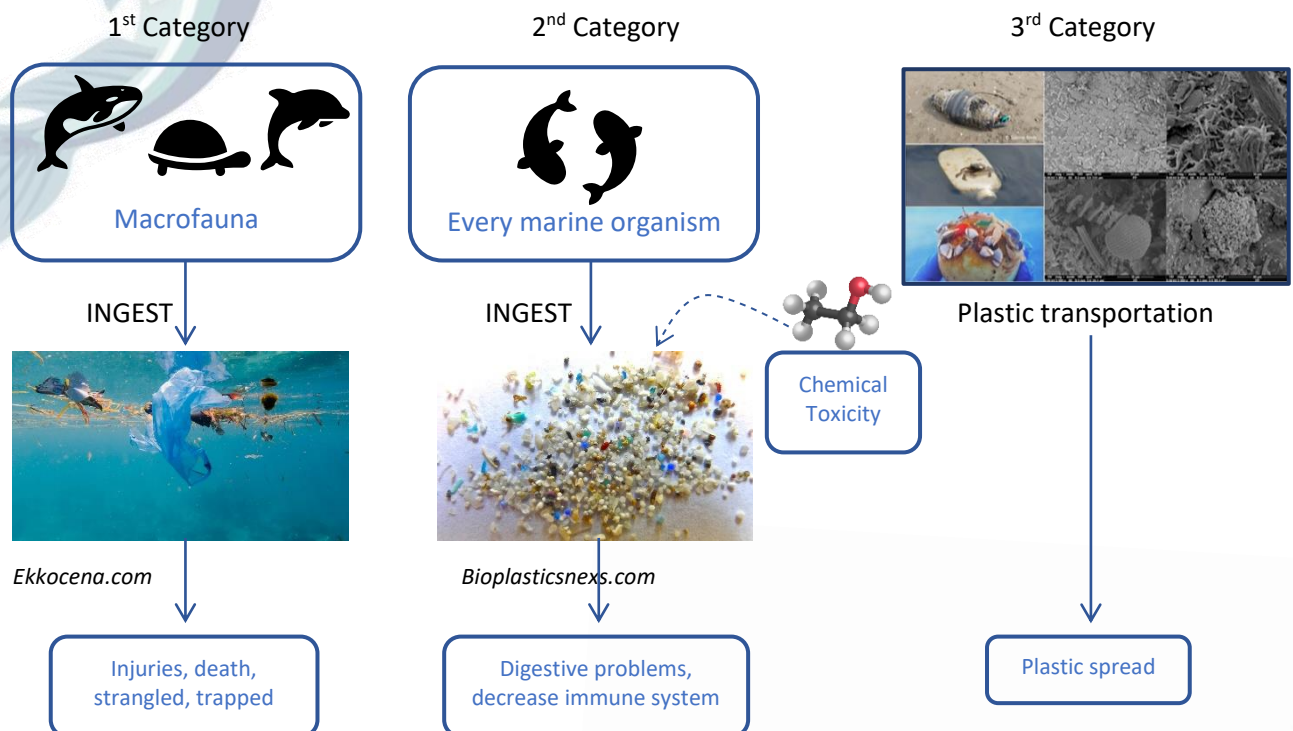 1st Category
2nd Category
3rd Category
Macrofauna
Every marine organism
INGEST
INGEST
Plastic transportation
Chemical
Toxicity
Ekkocena.com
Bioplasticsnexs.com
Injuries, death,
strangled, trapped
Digestive problems,
decrease immune system
Plastic spread